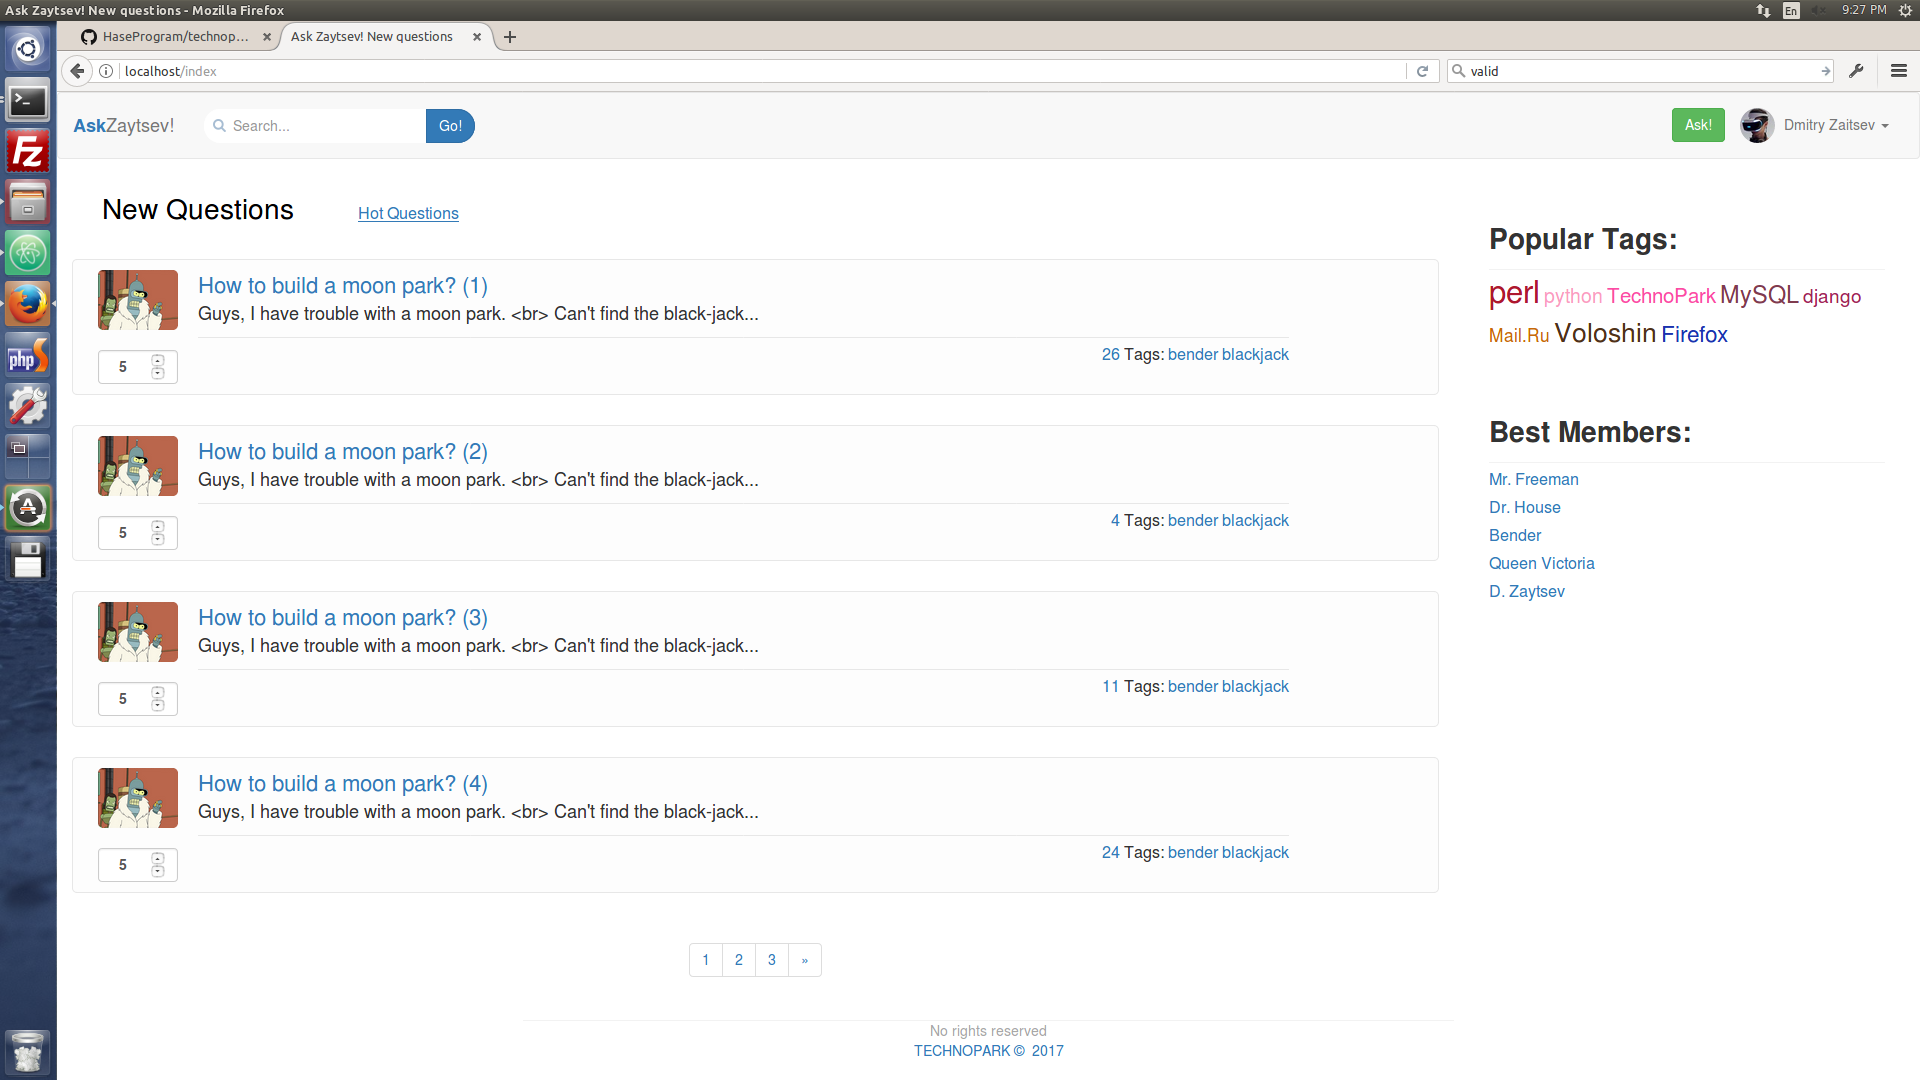 Ask Zaytsev! New questions - Mozilla Firefox
En
9:27 PM
HaseProgram/technop...
Ask Zaytsev! New questions
localhost/index
valid
AskZaytsev!
Search...
Go!
Ask!
Dmitry Zaitsev
New Questions
Hot Questions
How to build a moon park? (1)
Guys, I have trouble with a moon park. <br> Can't find the black-jack...
26 Tags: bender blackjack
5
How to build a moon park? (2)
Guys, I have trouble with a moon park. <br> Can't find the black-jack...
4 Tags: bender blackjack
5
How to build a moon park? (3)
Guys, I have trouble with a moon park. <br> Can't find the black-jack...
11 Tags: bender blackjack
5
How to build a moon park? (4)
Guys, I have trouble with a moon park. <br> Can't find the black-jack...
24 Tags: bender blackjack
5
1 2 3 »
Popular Tags:
perl python TechnoPark MySQL django
Mail.Ru Voloshin Firefox
Best Members:
Mr. Freeman
Dr. House
Bender
Queen Victoria
D. Zaytsev
No rights reserved
TECHNOPARK © 2017
Fz
php
A